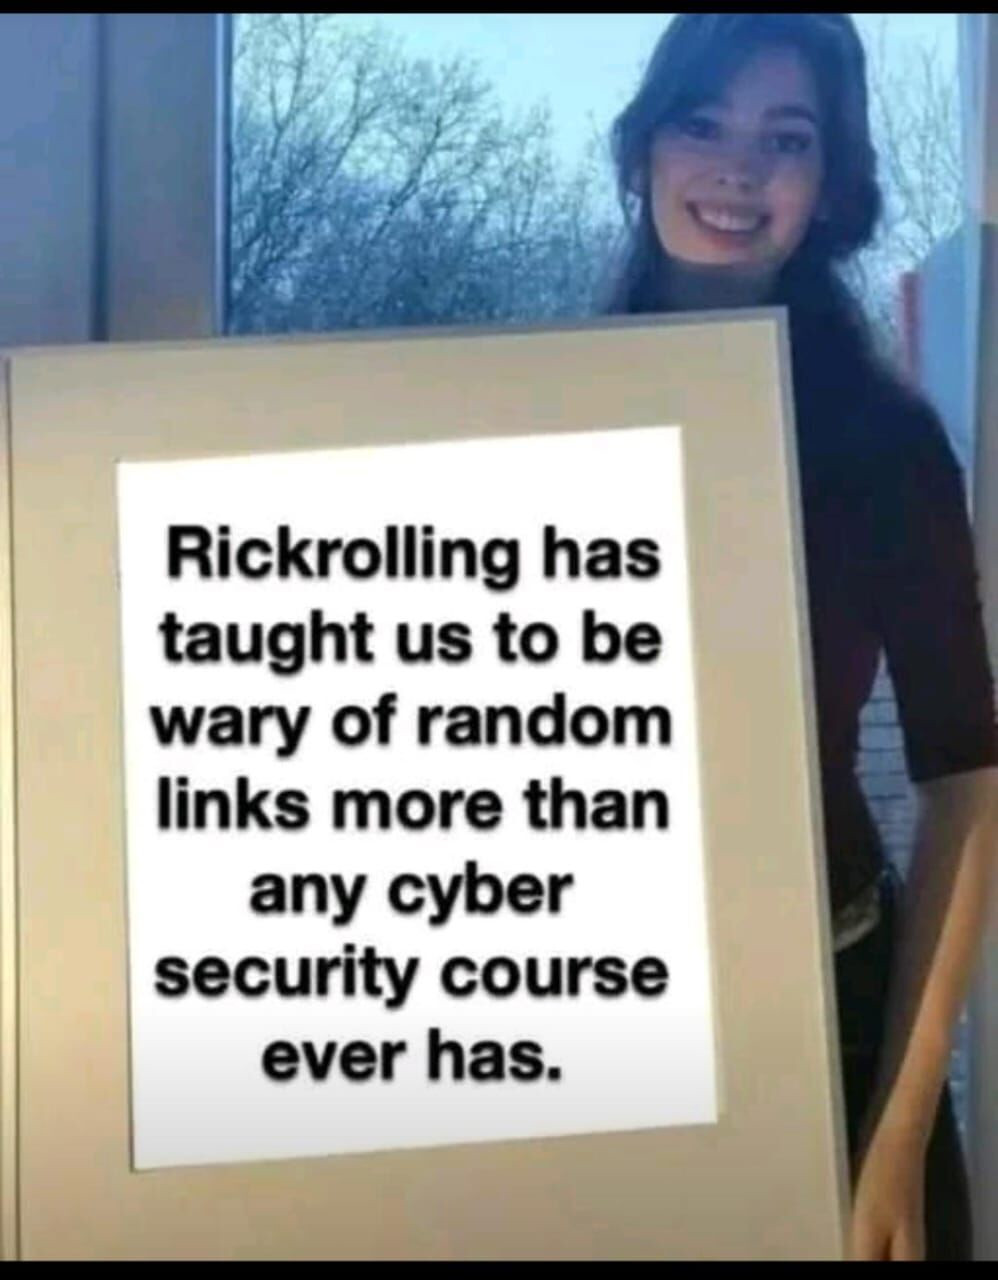 Rickrolling has
taught us to be
wary of random
links more than
any cyber
security course
ever has.